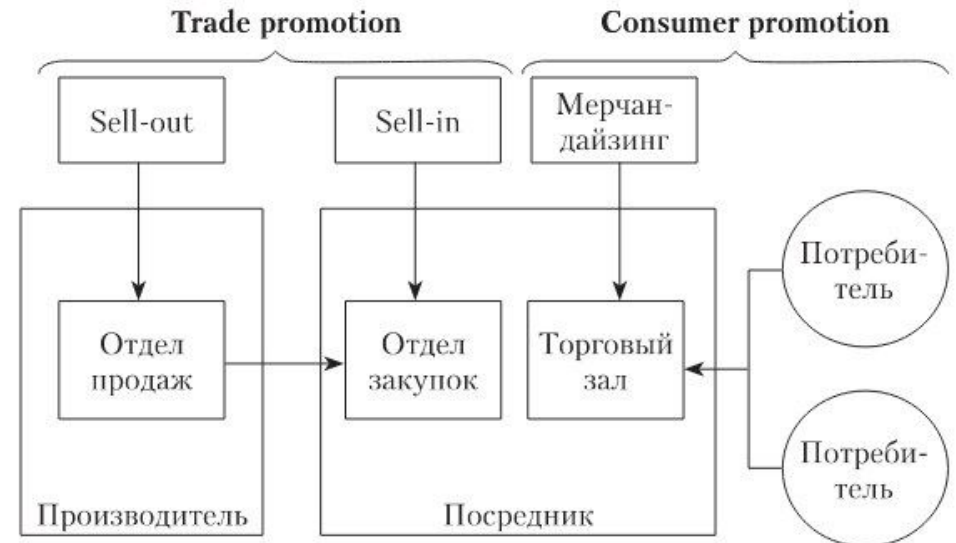 Trade promotion
Consumer promotion
Sell-out
Sell-in
Мерчан-
дайзинг
Отдел
продаж
Отдел
закупок
Торговый
зал
Потреби-
тель
Потреби-
тель
Производитель
Посредник